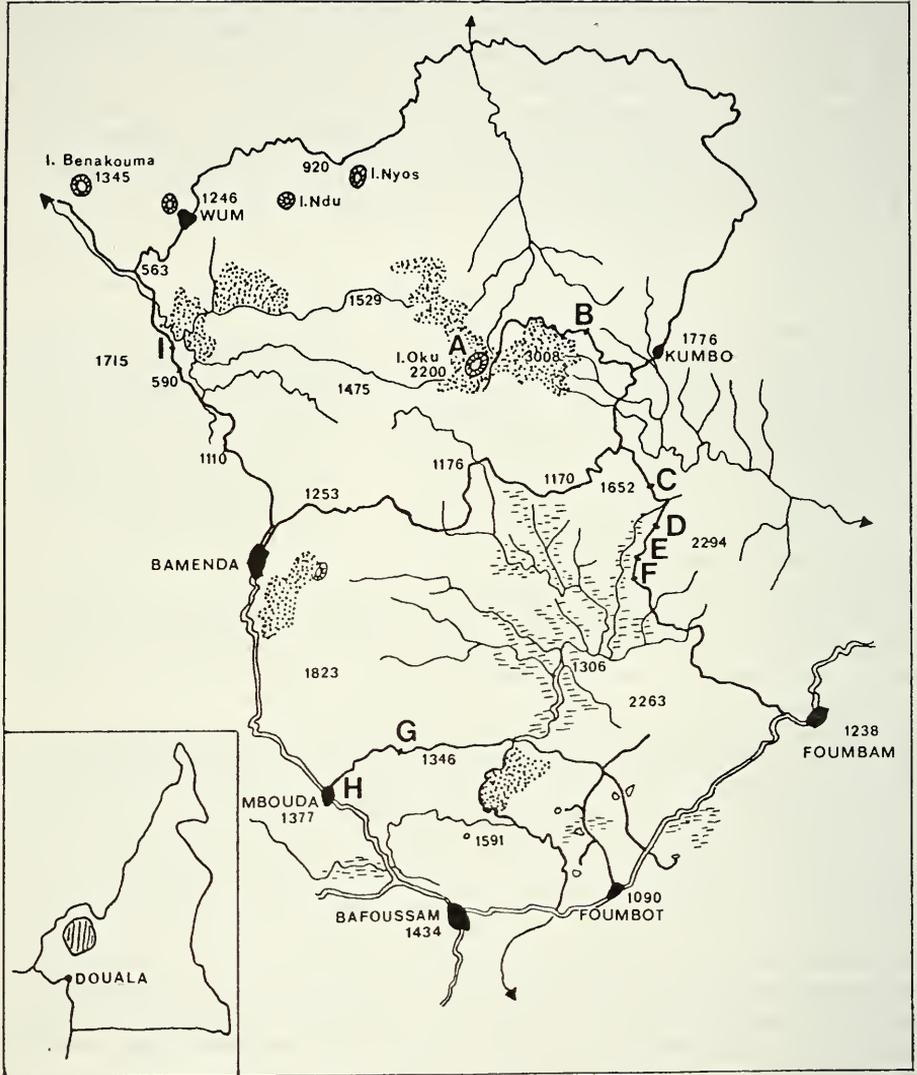 I. Benakouma
1345
920
I.Nyos
1246
WUM
I.Ndu
563
1529
B
A
I.Oku
2200
3008
1776
KUMBO
I
1715
590
1475
1110
1176
1170
1652
C
1253
D
2294
E
F
BAMENDA
1306
1823
2263
1238
FOUMBAM
G
1346
H
MBOUDA
1377
1591
1090
FOUMBOT
BAFOUSSAM
1434
DOUALA